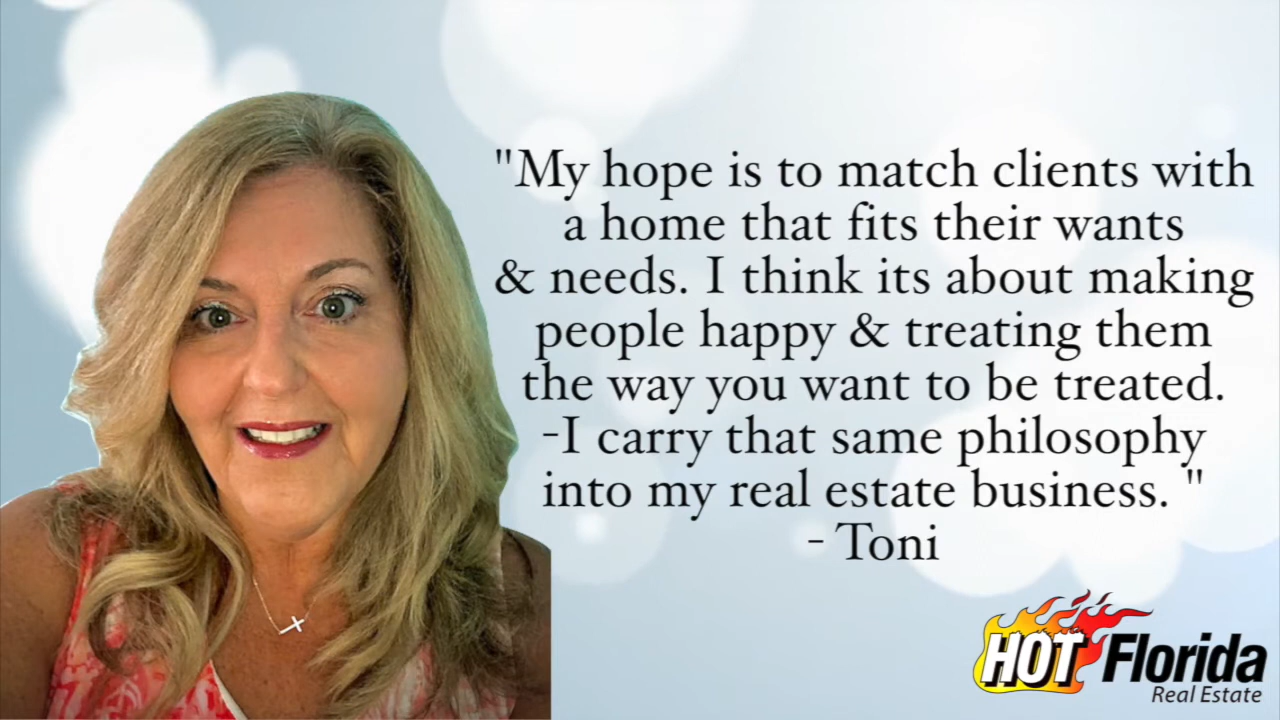 "My hope is to match clients with
a home that fits their wants
& needs. I think its about making
people happy & treating them
the way you want to be treated.
-I carry that same philosophy
into my real estate business. "
- Toni
HOT Florida
Real Estate